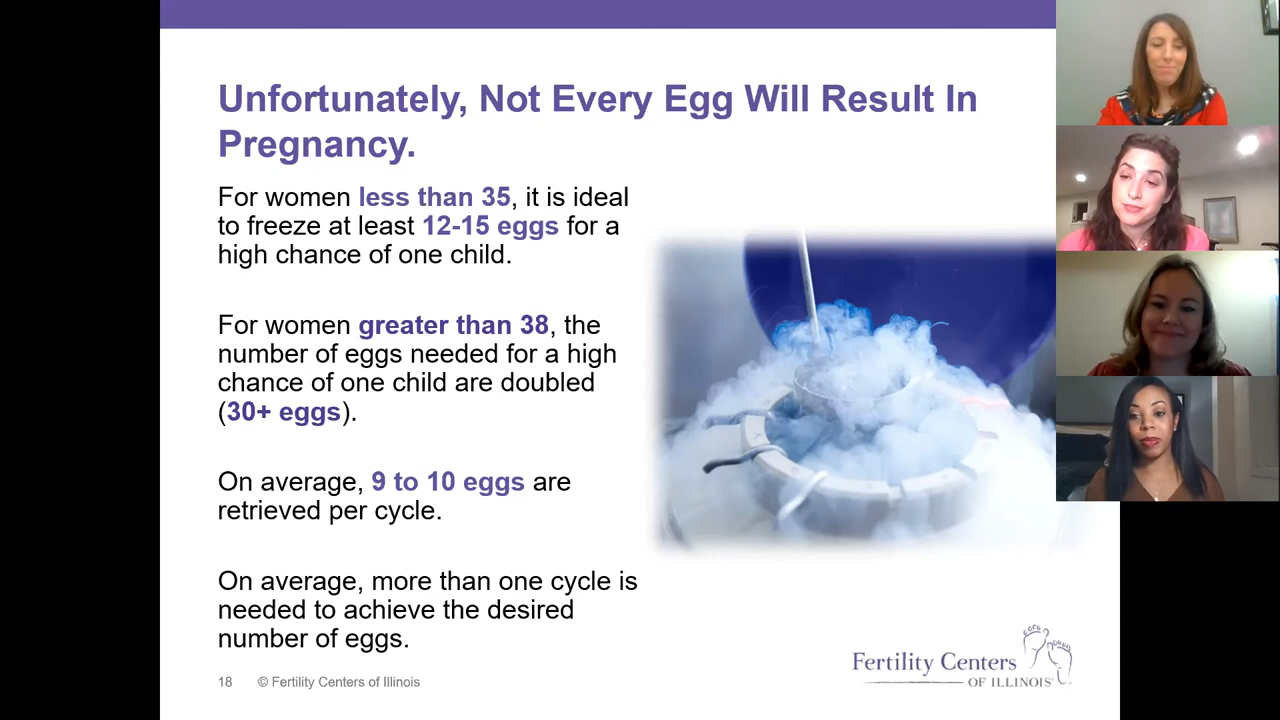 Unfortunately, Not Every Egg Will Result In
Pregnancy.
For women less than 35, it is ideal
to freeze at least 12-15 eggs for a
high chance of one child.
For women greater than 38, the
number of eggs needed for a high
chance of one child are doubled
(30+ eggs).
On average, 9 to 10 eggs are
retrieved per cycle.
On average, more than one cycle is
needed to achieve the desired
number of eggs.
18 © Fertility Centers of Illinois
Fertility Centers
OF ILLINOIS